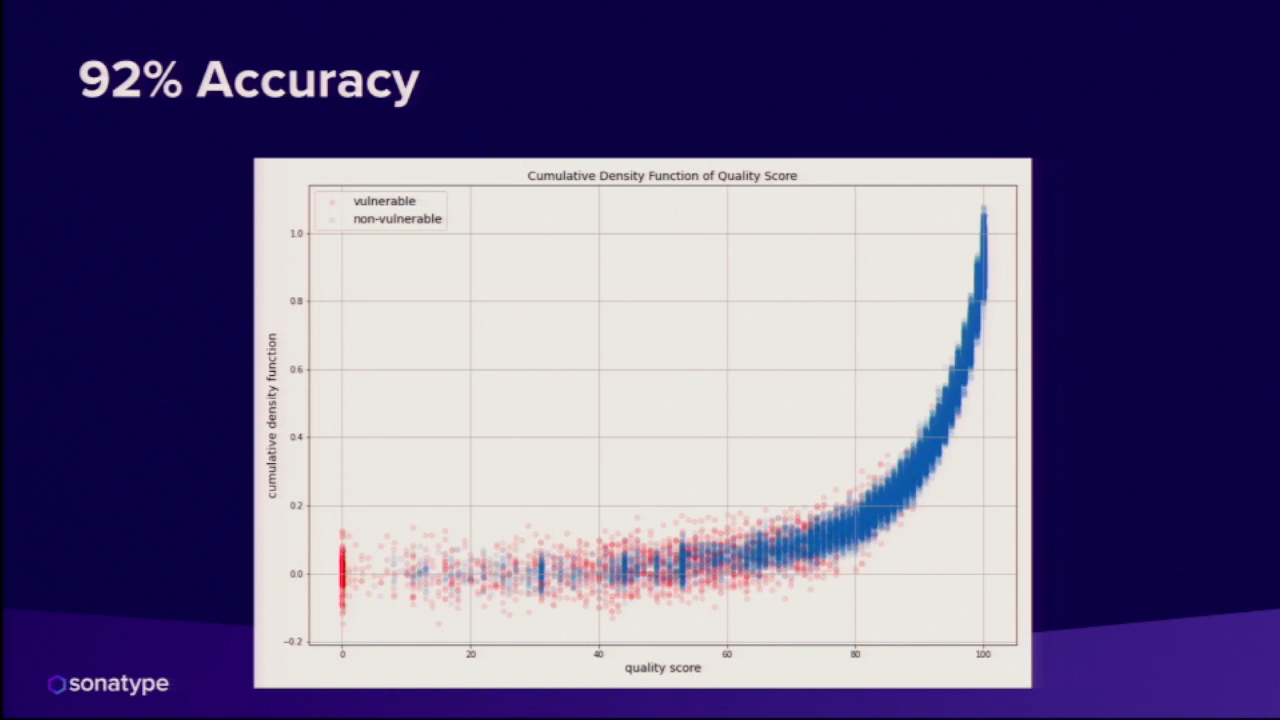 92% Accuracy
Cumulative Density Function of Quality Score
vulnerable
non-vulnerable
1.0
0.8
0.6
0.4
0.2
0.0
−0.2
cumulative density function
0 20 40 60 80 100
quality score
sonatype